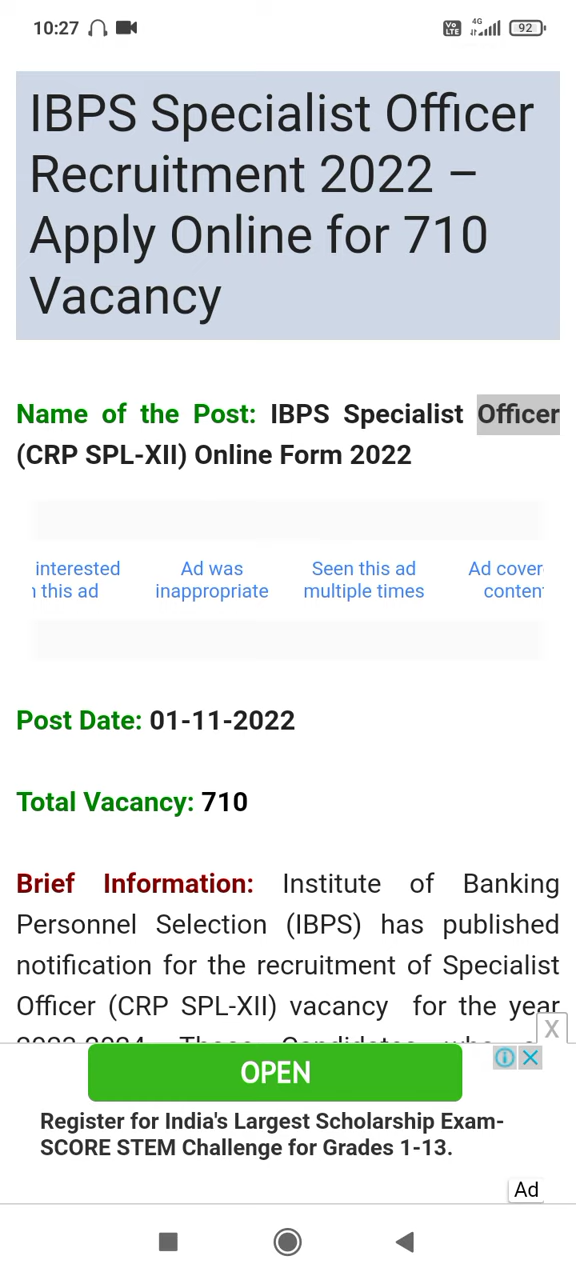 10:27
Vo LTE 4G 92
IBPS Specialist Officer
Recruitment 2022 –
Apply Online for 710
Vacancy
Name of the Post: IBPS Specialist Officer
(CRP SPL-XII) Online Form 2022
interested Ad was Seen this ad Ad cover
this ad inappropriate multiple times conten
Post Date: 01-11-2022
Total Vacancy: 710
Brief Information: Institute of Banking
Personnel Selection (IBPS) has published
notification for the recruitment of Specialist
Officer (CRP SPL-XII) vacancy for the year
X
OPEN
Register for India's Largest Scholarship Exam-
SCORE STEM Challenge for Grades 1-13.
Ad